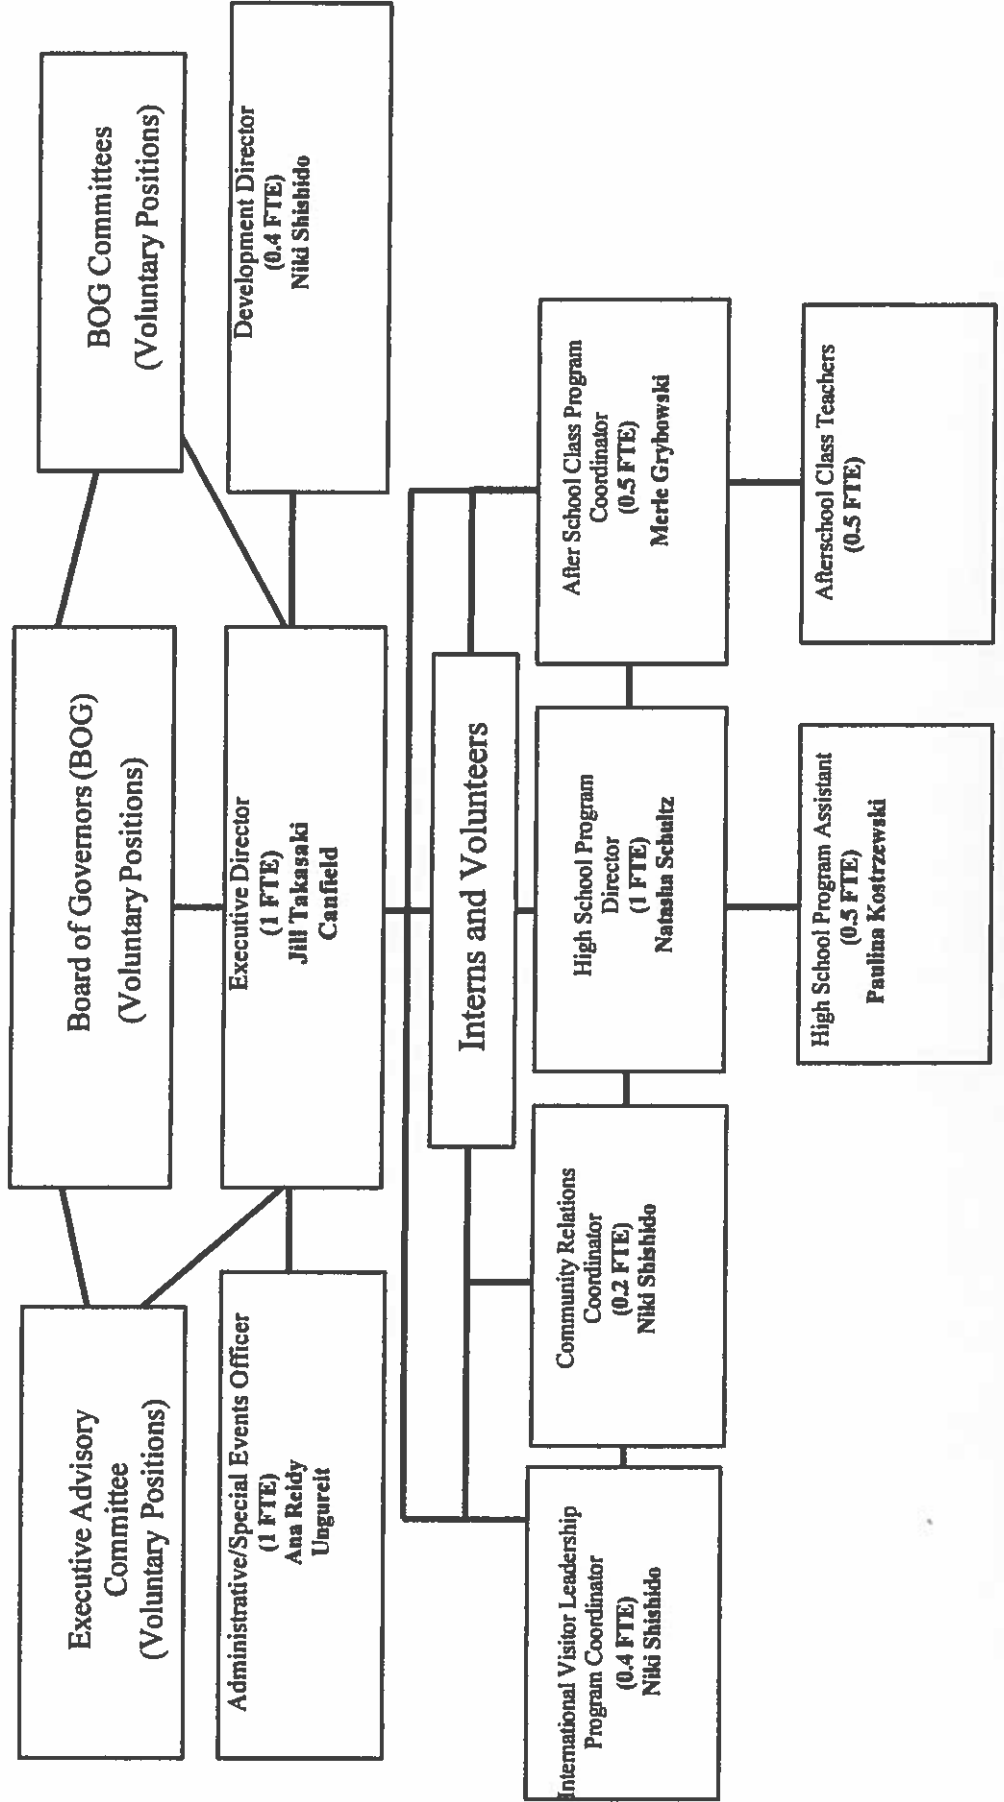 Executive Advisory
Committee
(Voluntary Positions)
Board of Governors (BOG)
(Voluntary Positions)
BOG Committees
(Voluntary Positions)
Administrative/Special Events Officer
(1 FTE)
Ana Reidy
Ungureit
Executive Director
(1 FTE)
Jill Takasaki
Canfield
Development Director
(0.4 FTE)
Niki Shishido
Interns and Volunteers
International Visitor Leadership
Program Coordinator
(0.4 FTE)
Niki Shishido
Community Relations
Coordinator
(0.2 FTE)
Niki Shishido
High School Program
Director
(1 FTE)
Natasha Schultz
After School Class Program
Coordinator
(0.5 FTE)
Merle Grybowski
High School Program Assistant
(0.5 FTE)
Paulina Kostrzewski
Afterschool Class Teachers
(0.5 FTE)